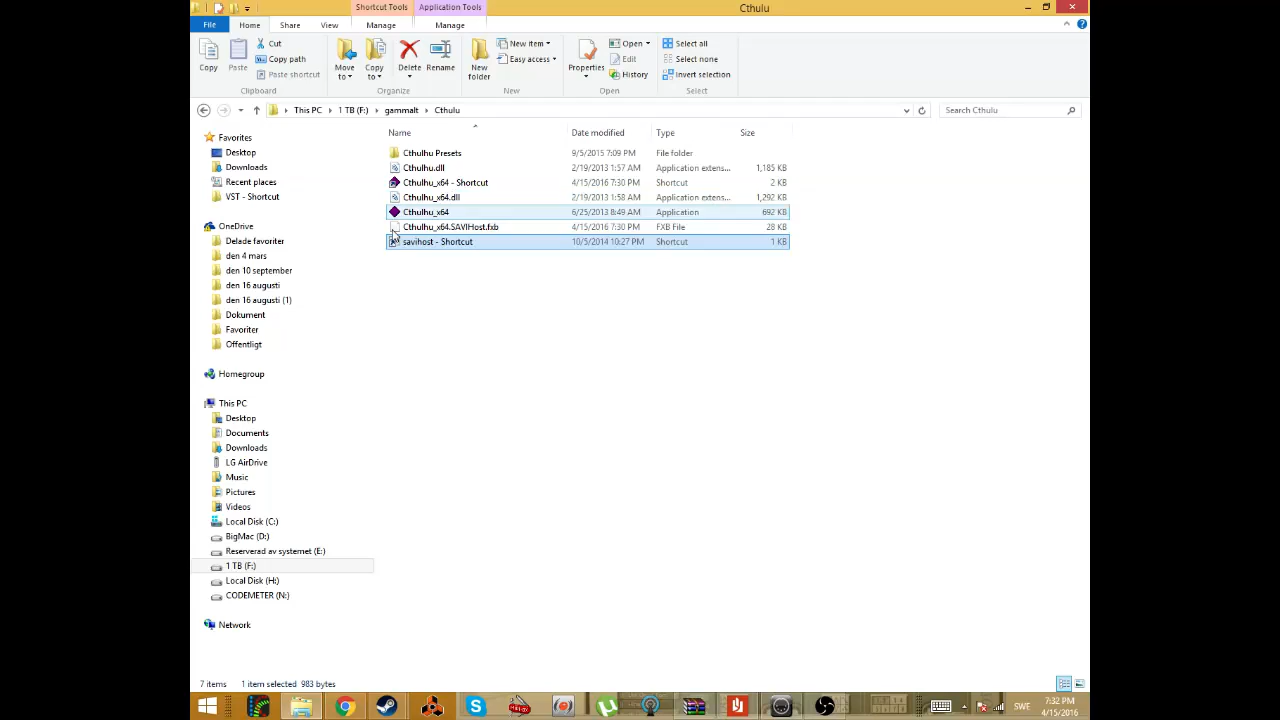 Shortcut Tools Application Tools Cthulu
File Home Share View Manage Manage
Copy Paste Cut Copy path Paste shortcut Move to Copy to Delete Rename New folder New item Easy access Properties Open Edit History Select all Select none Invert selection
Clipboard Organize New Open Select
This PC 1 TB (F:) gammalt Cthulu Search Cthulu
Name Date modified Type Size
Cthulhu Presets 9/5/2015 7:09 PM File folder
Cthulhu.dll 2/19/2013 1:57 AM Application extens... 1,185 KB
Cthulhu_x64 - Shortcut 4/15/2016 7:30 PM Shortcut 2 KB
Cthulhu_x64.dll 2/19/2013 1:58 AM Application extens... 1,292 KB
Cthulhu_x64 6/25/2013 8:49 AM Application 692 KB
Cthulhu_x64.SAVIHost.fxb 4/15/2016 7:30 PM FXB File 28 KB
savihost - Shortcut 10/5/2014 10:27 PM Shortcut 1 KB
Favorites
Desktop
Downloads
Recent places
VST - Shortcut
OneDrive
Delade favoriter
den 4 mars
den 10 september
den 16 augusti
den 16 augusti (1)
Dokument
Favoriter
Offentligt
Homegroup
This PC
Desktop
Documents
Downloads
LG AirDrive
Music
Pictures
Videos
Local Disk (C:)
BigMac (D:)
Reserverad av systemet (E:)
1 TB (F:)
Local Disk (H:)
CODEMETER (N:)
Network
7 items 1 item selected 983 bytes
SWE 7:32 PM
4/15/2016